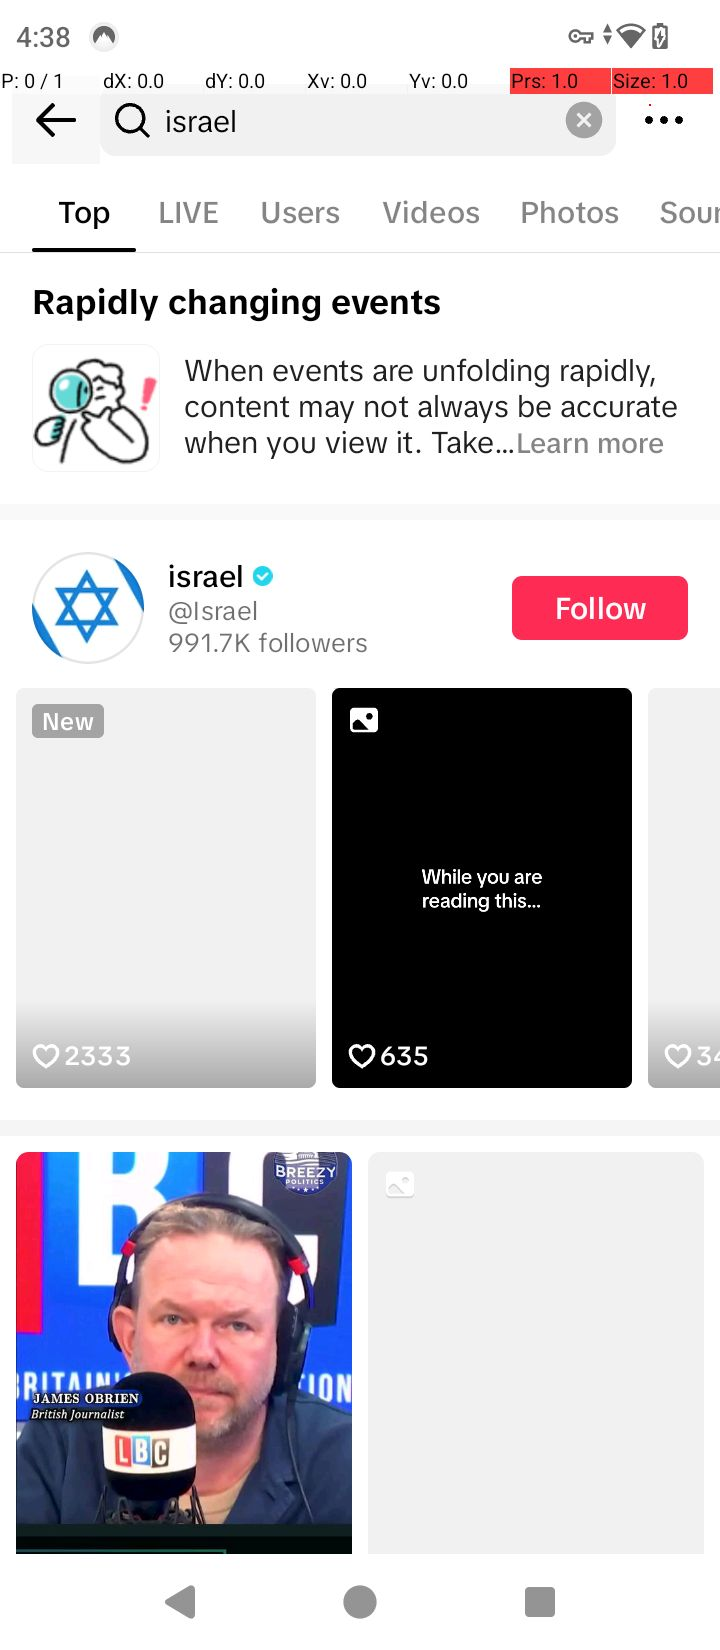 4:38
P: 0 / 1 dX: 0.0 dY: 0.0 Xv: 0.0 Yv: 0.0 Prs: 1.0 Size: 1.0
israel
Top LIVE Users Videos Photos Sour
Rapidly changing events
When events are unfolding rapidly,
content may not always be accurate
when you view it. Take...Learn more
israel
@Israel
991.7K followers
Follow
New
While you are
reading this...
2333
635
34
BREEZY
POLITICS
BRITAIN
JAMES OBRIEN
British Journalist
LBC